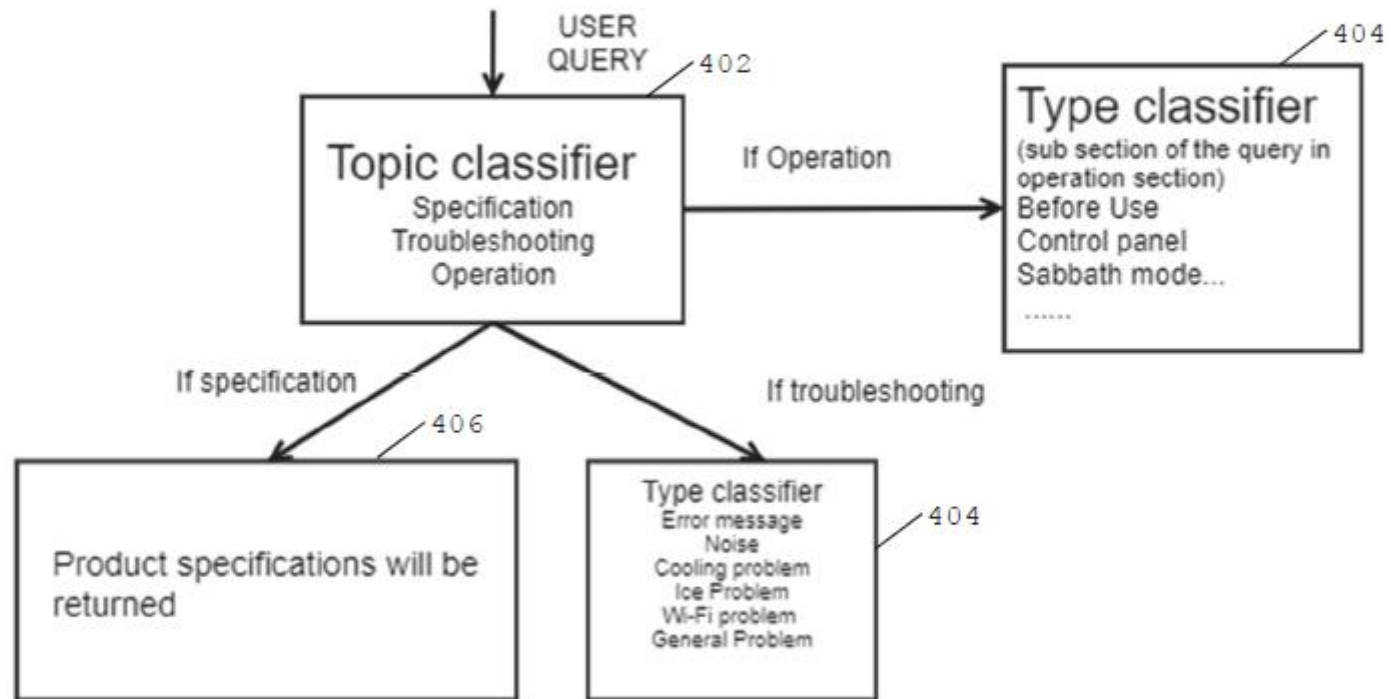 USER
QUERY
402
404
Topic classifier
Specification
Troubleshooting
Operation
If Operation
Type classifier
(sub section of the query in
operation section)
Before Use
Control panel
Sabbath mode...
......
If specification
If troubleshooting
406
Product specifications will be
returned
Type classifier
Error message
Noise
Cooling problem
Ice Problem
Wi-Fi problem
General Problem
404